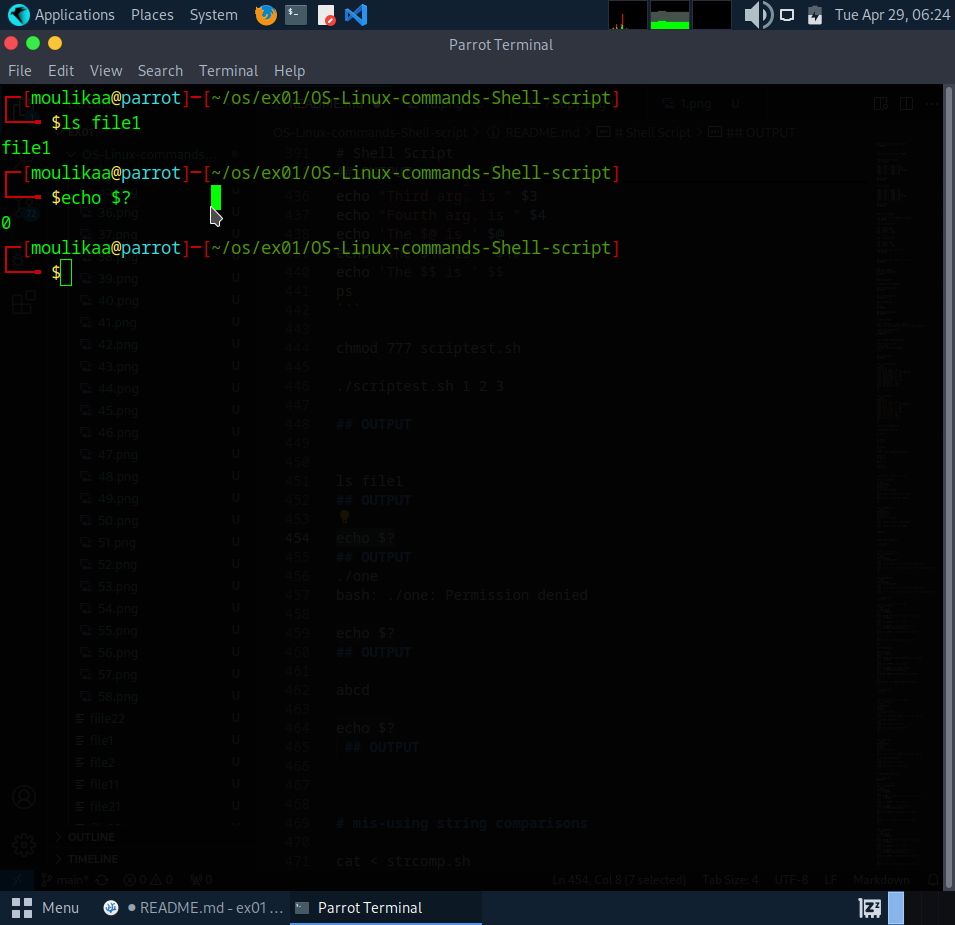 Applications Places System Tue Apr 29, 06:24
Parrot Terminal
File Edit View Search Terminal Help
┌─[moulikaa@parrot]─[~/os/ex01/OS-Linux-commands-Shell-script]
└──╼ $ls file1
file1
┌─[moulikaa@parrot]─[~/os/ex01/OS-Linux-commands-Shell-script]
└──╼ $echo $?
0
┌─[moulikaa@parrot]─[~/os/ex01/OS-Linux-commands-Shell-script]
└──╼ $
1.png U
OS-Linux-commands-Shell-script > README.md > # Shell Script > ## OUTPUT
# Shell Script
436 echo "Third arg is " $3
437 echo "Fourth arg. is " $4
echo "The $@ is " $@
440 echo "The $$ is " $$
441 ps
442 ```
443
444 chmod 777 scriptest.sh
445
446 ./scriptest.sh 1 2 3
447
448 ## OUTPUT
449
450
451 ls file1
452 ## OUTPUT
453
454 echo $?
455 ## OUTPUT
456 ./one
457 bash: ./one: Permission denied
458
459 echo $?
460 ## OUTPUT
461
462 abcd
463
464 echo $?
465 ## OUTPUT
466
467
468
469 # mis-using string comparisons
470
471 cat < strcomp.sh
36.png U
37.png U
39.png U
40.png U
41.png U
42.png U
43.png U
44.png U
45.png U
46.png U
47.png U
48.png U
49.png U
50.png U
51.png U
52.png U
53.png U
54.png U
55.png U
56.png U
57.png U
58.png U
fiile22 U
file1 U
file2 U
file11 U
file21 U
OUTLINE
TIMELINE
main* 0 0 0 Ln 454, Col 8 (7 selected) Tab Size: 4 UTF-8 LF Markdown
Menu ● README.md - ex01 ... Parrot Terminal